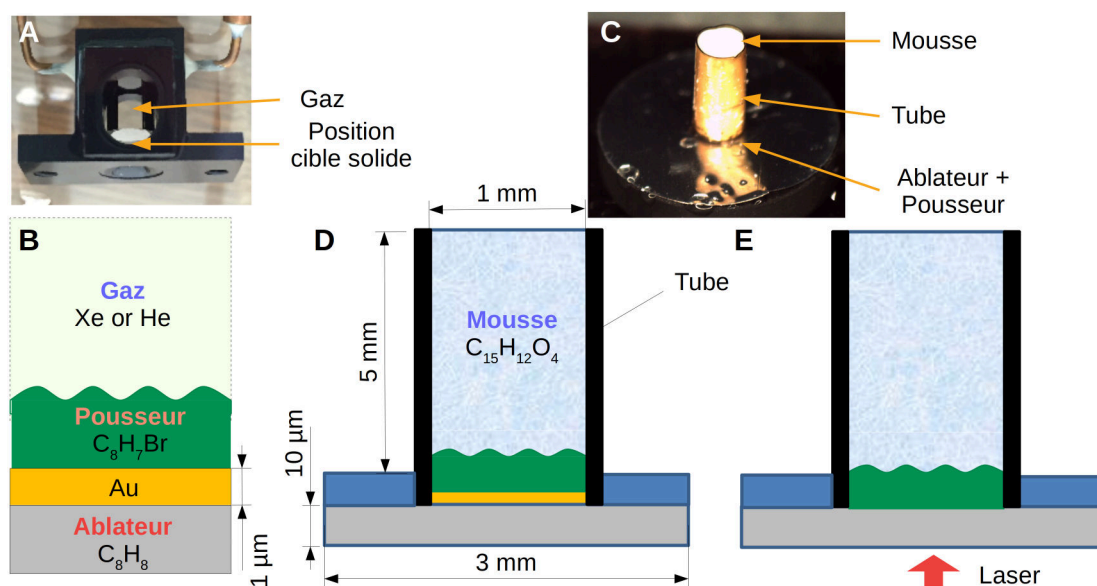 A
Gaz
Position
cible solide
C
Mousse
Tube
Ablateur +
Pousseur
B
Gaz
Xe or He
Pousseur
C₈H₇Br
Au
Ablateur
C₈H₈
1 µm
D
1 mm
5 mm
Mousse
C₁₅H₁₂O₄
Tube
10 µm
3 mm
E
Laser